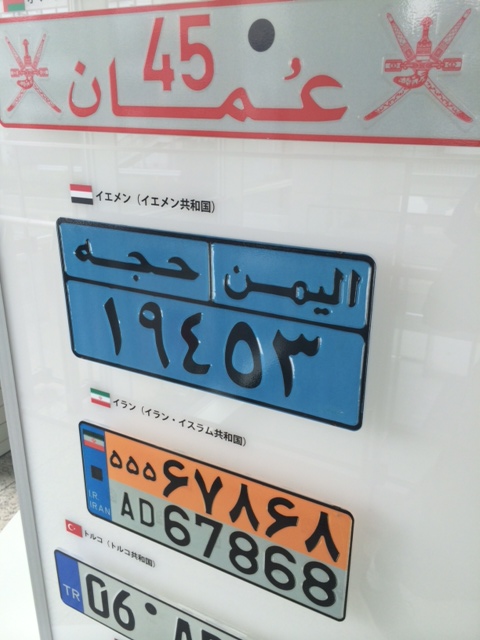 45
عُمـــان
イエメン（イエメン共和国）
اليمن حجه
١٩٤٥٣
イラン（イラン・イスラム共和国）
۵۵۵۶۷۸۶۸
I.R.
IRAN
AD67868
トルコ（トルコ共和国）
TR
06